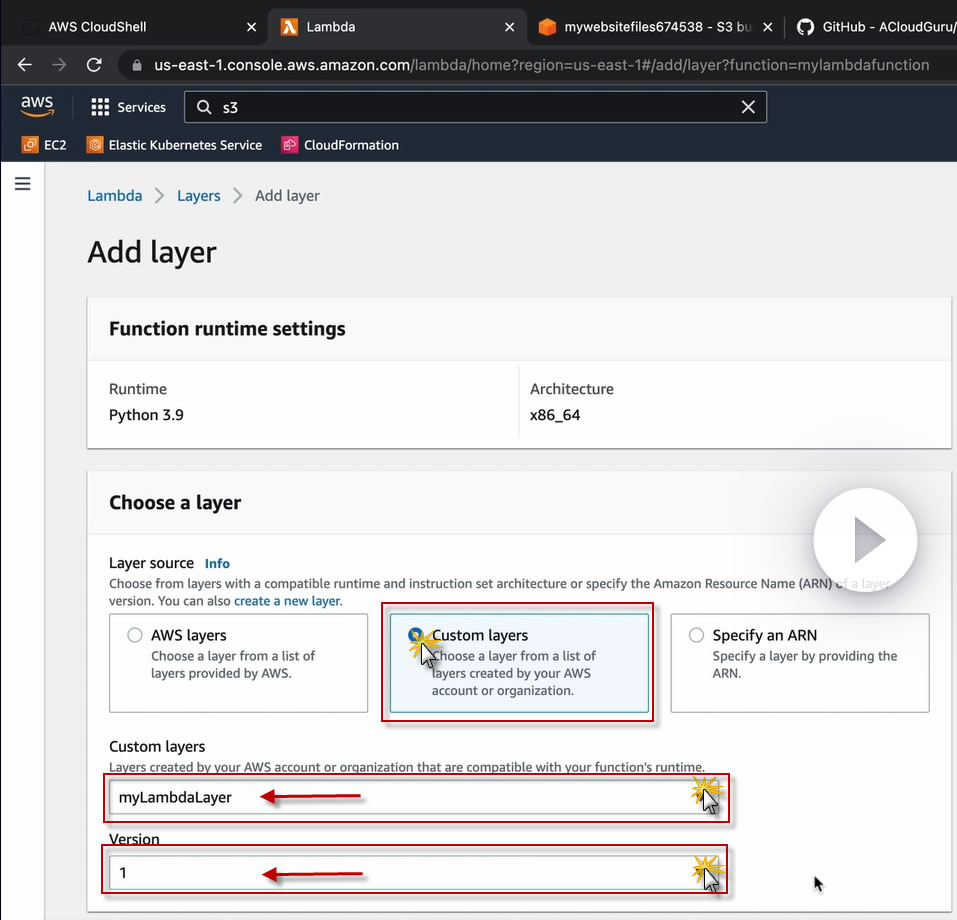 AWS CloudShell
Lambda
mywebsitefiles674538 - S3 bu
GitHub - ACloudGuru/
us-east-1.console.aws.amazon.com/lambda/home?region=us-east-1#/add/layer?function=mylambdafunction
aws
Services
s3
EC2
Elastic Kubernetes Service
CloudFormation
Lambda
Layers
Add layer
Add layer
Function runtime settings
Runtime
Python 3.9
Architecture
x86_64
Choose a layer
Layer source Info
Choose from layers with a compatible runtime and instruction set architecture or specify the Amazon Resource Name (ARN) of a layer
version. You can also create a new layer.
AWS layers
Choose a layer from a list of
layers provided by AWS.
Custom layers
Choose a layer from a list of
layers created by your AWS
account or organization.
Specify an ARN
Specify a layer by providing the
ARN.
Custom layers
Layers created by your AWS account or organization that are compatible with your function's runtime.
myLambdaLayer
Version
1